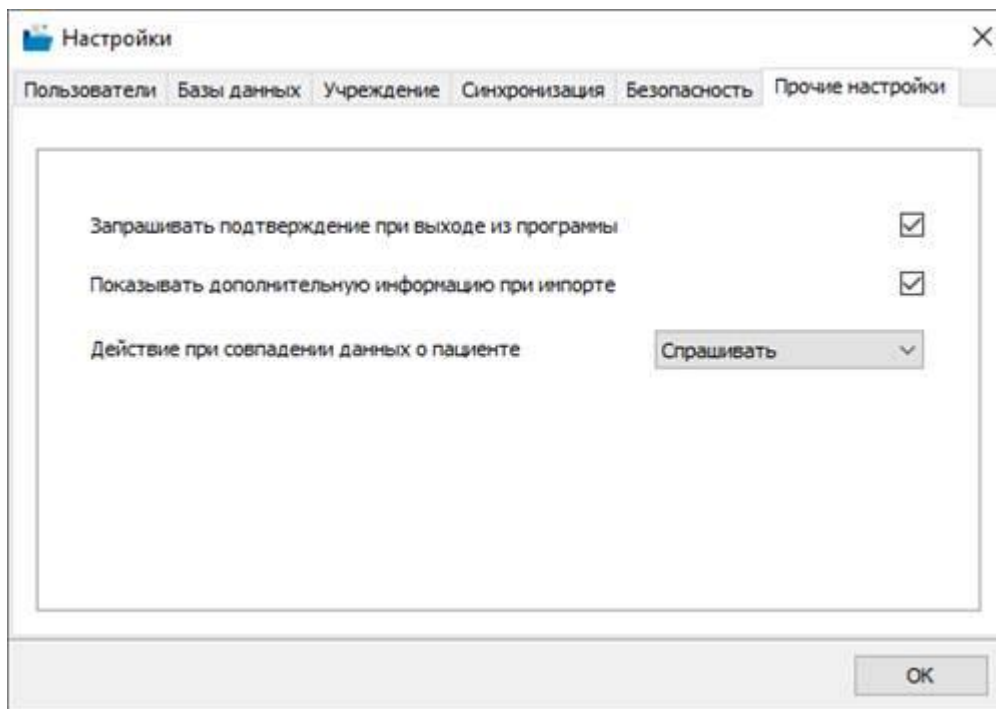 Настройки
Пользователи Базы данных Учреждение Синхронизация Безопасность Прочие настройки
Запрашивать подтверждение при выходе из программы
Показывать дополнительную информацию при импорте
Действие при совпадении данных о пациенте Спрашивать
OK